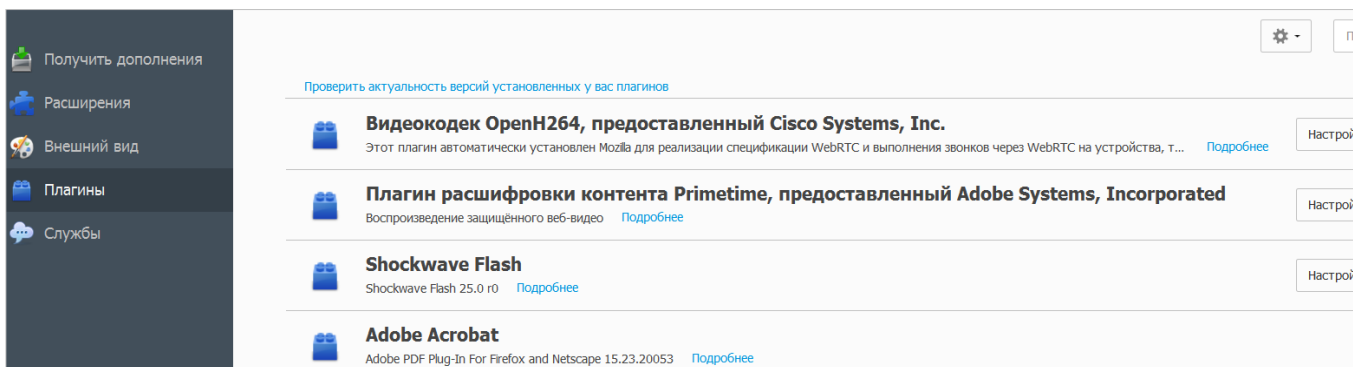 Получить дополнения
Расширения
Внешний вид
Плагины
Службы
Проверить актуальность версий установленных у вас плагинов
Видеокодек OpenH264, предоставленный Cisco Systems, Inc.
Этот плагин автоматически установлен Mozilla для реализации спецификации WebRTC и выполнения звонков через WebRTC на устройства, т... Подробнее
Настрой
Плагин расшифровки контента Primetime, предоставленный Adobe Systems, Incorporated
Воспроизведение защищённого веб-видео Подробнее
Настрой
Shockwave Flash
Shockwave Flash 25.0 r0 Подробнее
Настрой
Adobe Acrobat
Adobe PDF Plug-In For Firefox and Netscape 15.23.20053 Подробнее